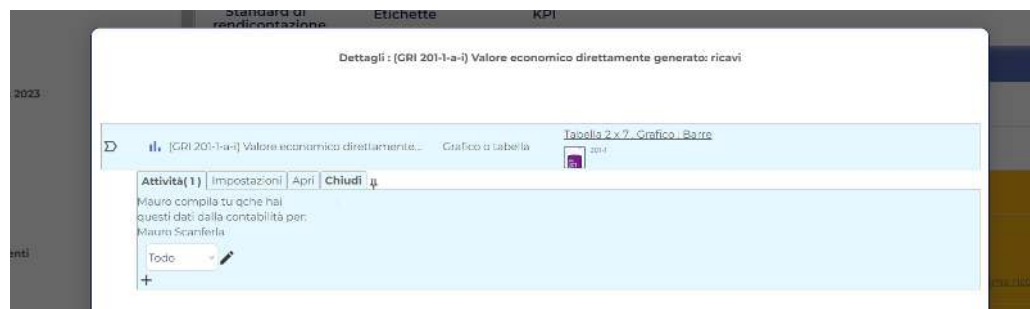 Standard di
rendicontazione
Etichette
KPI
Dettagli : (GRI 201-1-a-i) Valore economico direttamente generato: ricavi
2023
(GRI 201-1-a-i) Valore economico direttamente...
Grafico o tabella
Tabella 2 x 7 , Grafico : Barre
201-1
Attività( 1 ) Impostazioni Apri Chiudi
Mauro compila tu qche hai
questi dati dalla contabilità per:
Mauro Scanferla
enti
Todo
+